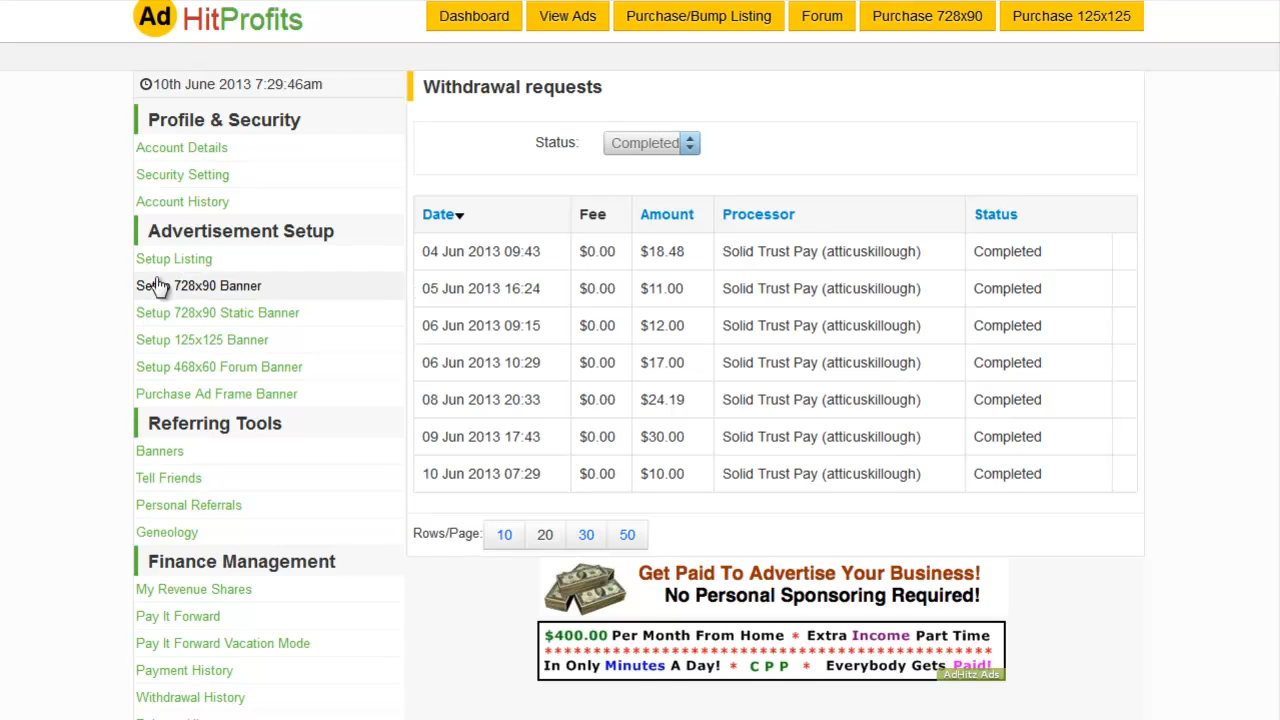 Ad HitProfits
Dashboard
View Ads
Purchase/Bump Listing
Forum
Purchase 728x90
Purchase 125x125
10th June 2013 7:29:46am
Profile & Security
Account Details
Security Setting
Account History
Advertisement Setup
Setup Listing
Setup 728x90 Banner
Setup 728x90 Static Banner
Setup 125x125 Banner
Setup 468x60 Forum Banner
Purchase Ad Frame Banner
Referring Tools
Banners
Tell Friends
Personal Referrals
Geneology
Finance Management
My Revenue Shares
Pay It Forward
Pay It Forward Vacation Mode
Payment History
Withdrawal History
Withdrawal requests
Status: Completed
Date Fee Amount Processor Status
04 Jun 2013 09:43 $0.00 $18.48 Solid Trust Pay (atticuskillough) Completed
05 Jun 2013 16:24 $0.00 $11.00 Solid Trust Pay (atticuskillough) Completed
06 Jun 2013 09:15 $0.00 $12.00 Solid Trust Pay (atticuskillough) Completed
06 Jun 2013 10:29 $0.00 $17.00 Solid Trust Pay (atticuskillough) Completed
08 Jun 2013 20:33 $0.00 $24.19 Solid Trust Pay (atticuskillough) Completed
09 Jun 2013 17:43 $0.00 $30.00 Solid Trust Pay (atticuskillough) Completed
10 Jun 2013 07:29 $0.00 $10.00 Solid Trust Pay (atticuskillough) Completed
Rows/Page: 10 20 30 50
Get Paid To Advertise Your Business!
No Personal Sponsoring Required!
$400.00 Per Month From Home * Extra Income Part Time
* * * * * * * * * * * * * * * * * * * * * * * * * * * * * * * * * * * * * * * * * * * * * *
In Only Minutes A Day! * C P P * Everybody Gets Paid!
AdHitz Ads